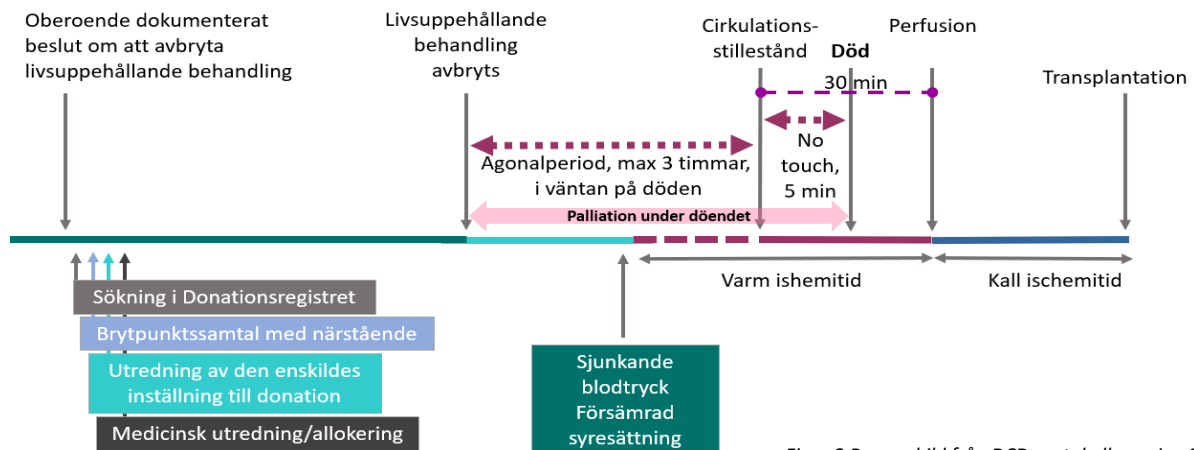 Oberoende dokumenterat
beslut om att avbryta
livsuppehållande behandling
Livsuppehållande
behandling
avbryts
Cirkulations-
stillestånd
Död
30 min
Perfusion
Transplantation
Agonalperiod, max 3 timmar,
i väntan på döden
No
touch,
5 min
Palliation under döendet
Varm ishemitid
Kall ischemitid
Sökning i Donationsregistret
Brytpunktssamtal med närstående
Utredning av den enskildes
inställning till donation
Medicinsk utredning/allokering
Sjunkande
blodtryck
Försämrad
syresättning